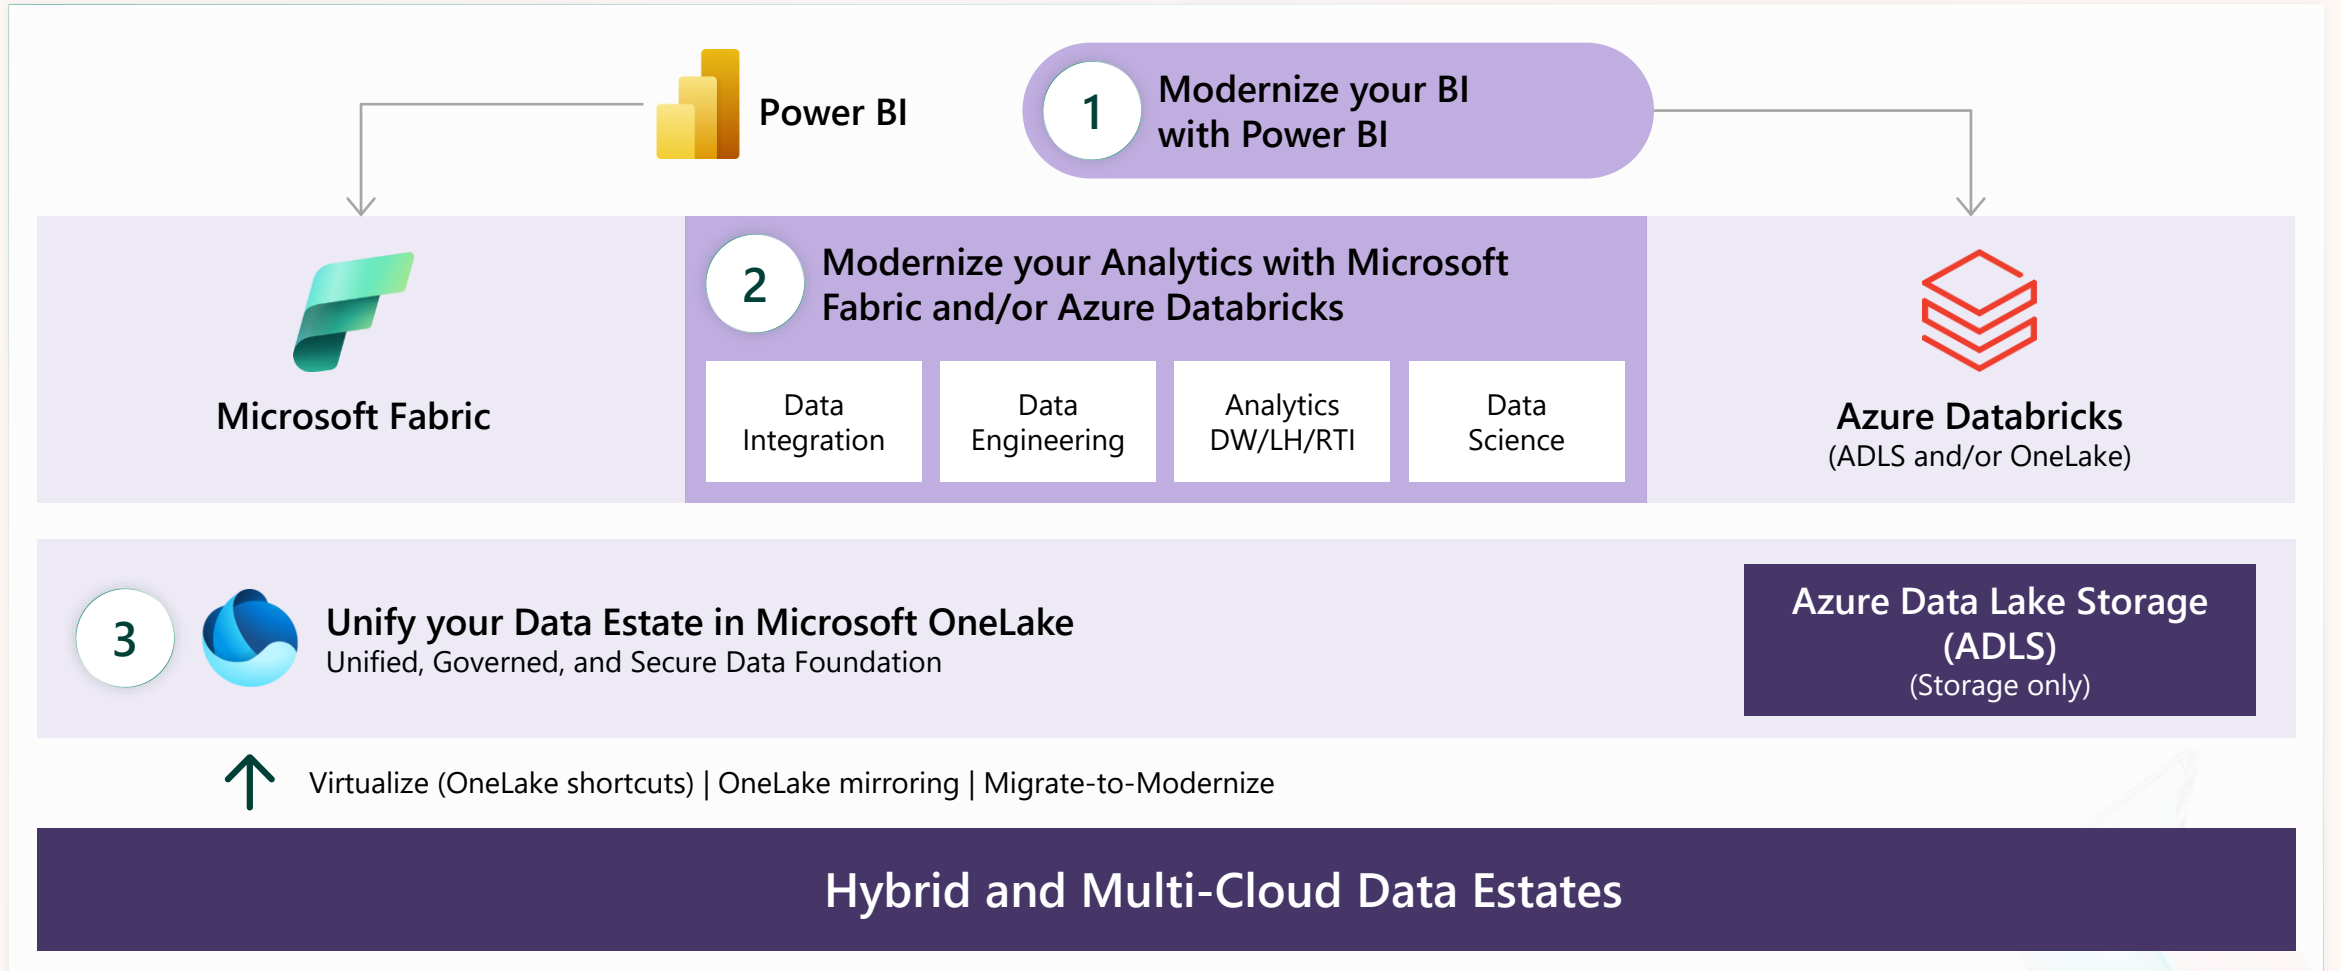 Power BI
1
Modernize your BI
with Power BI
Microsoft Fabric
2
Modernize your Analytics with Microsoft
Fabric and/or Azure Databricks
Data
Integration
Data
Engineering
Analytics
DW/LH/RTI
Data
Science
Azure Databricks
(ADLS and/or OneLake)
3
Unify your Data Estate in Microsoft OneLake
Unified, Governed, and Secure Data Foundation
Azure Data Lake Storage
(ADLS)
(Storage only)
Virtualize (OneLake shortcuts) | OneLake mirroring | Migrate-to-Modernize
Hybrid and Multi-Cloud Data Estates